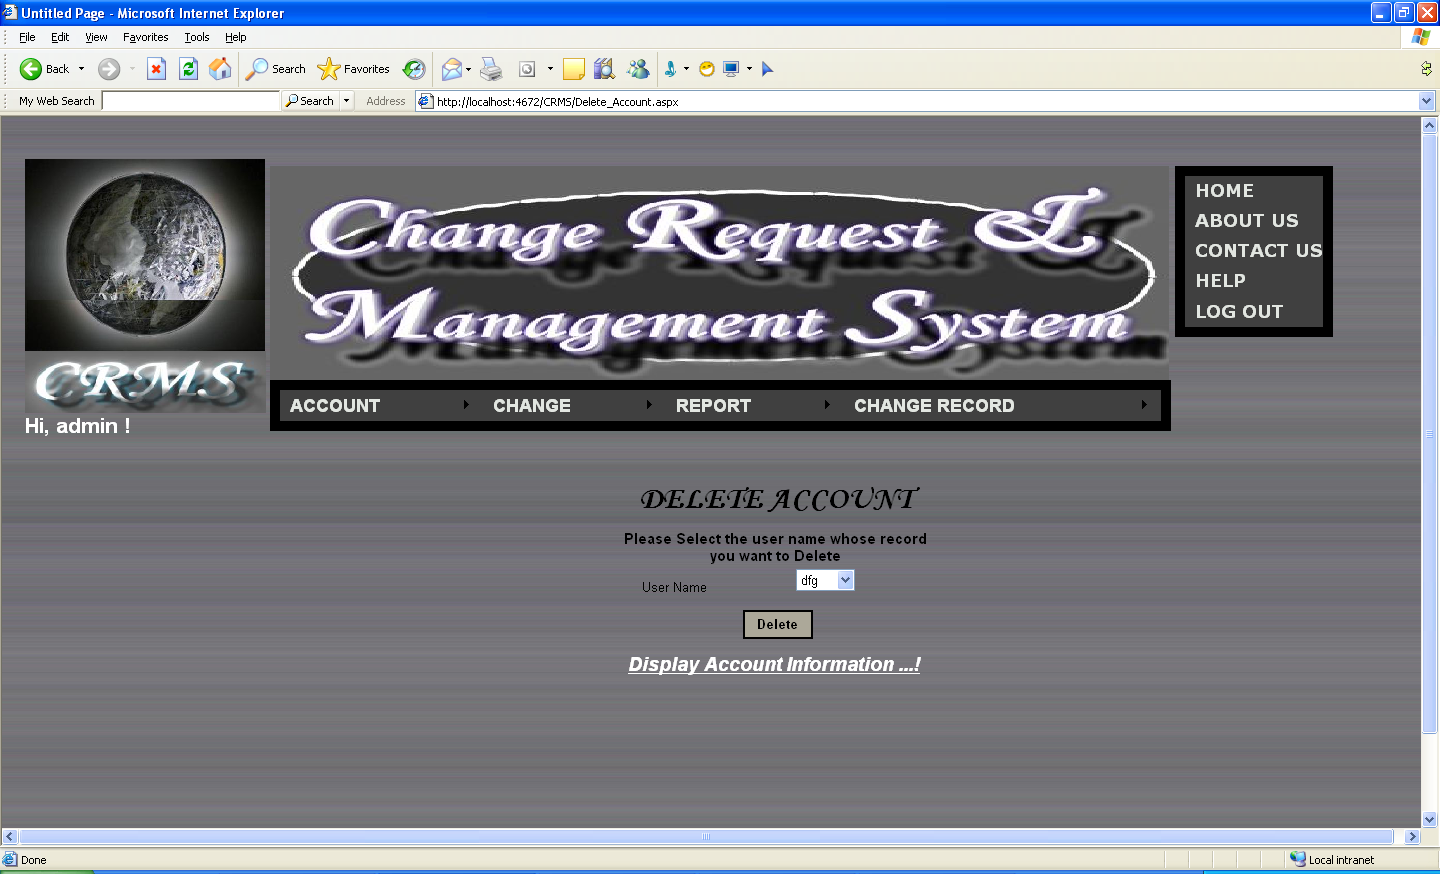 Untitled Page - Microsoft Internet Explorer
File Edit View Favorites Tools Help
Back Search Favorites
My Web Search Search Address http://localhost:4672/CRMS/Delete_Account.aspx
Change Request &
Management System
CRMS
Hi, admin !
HOME
ABOUT US
CONTACT US
HELP
LOG OUT
ACCOUNT CHANGE REPORT CHANGE RECORD
DELETE ACCOUNT
Please Select the user name whose record
you want to Delete
User Name dfg
Delete
Display Account Information ...!
Done Local intranet